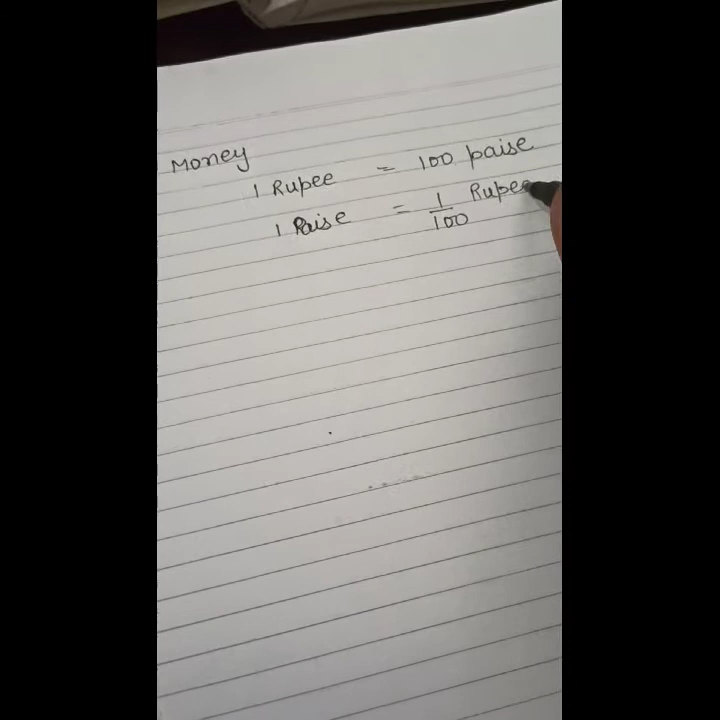 Money
1 Rupee = 100 paise
1 Paise = 1/100 Rupee